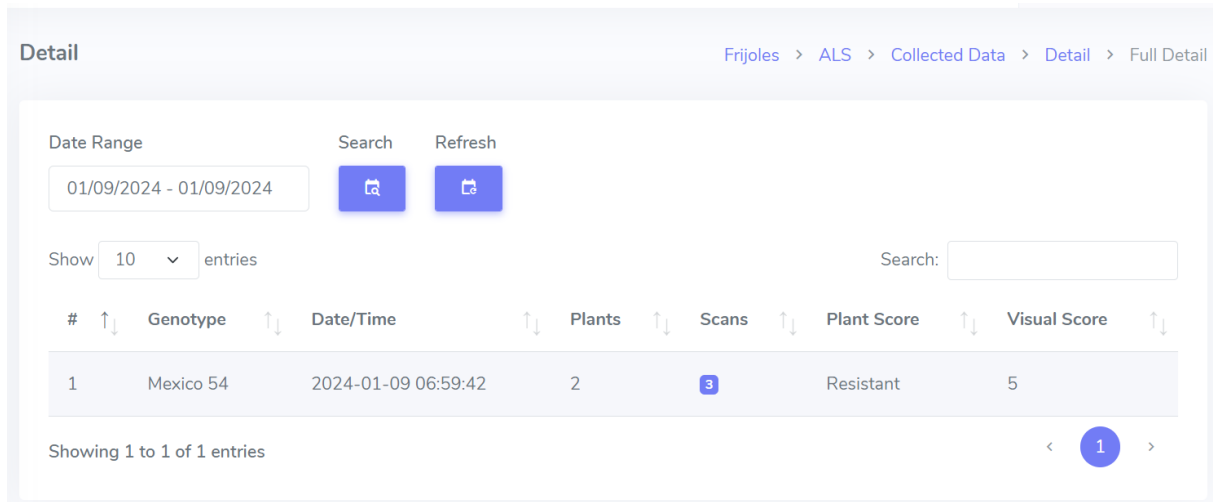 Detail
Frijoles > ALS > Collected Data > Detail > Full Detail
Date Range Search Refresh
01/09/2024 - 01/09/2024
Show 10 entries Search:
# Genotype Date/Time Plants Scans Plant Score Visual Score
1 Mexico 54 2024-01-09 06:59:42 2 3 Resistant 5
Showing 1 to 1 of 1 entries < 1 >